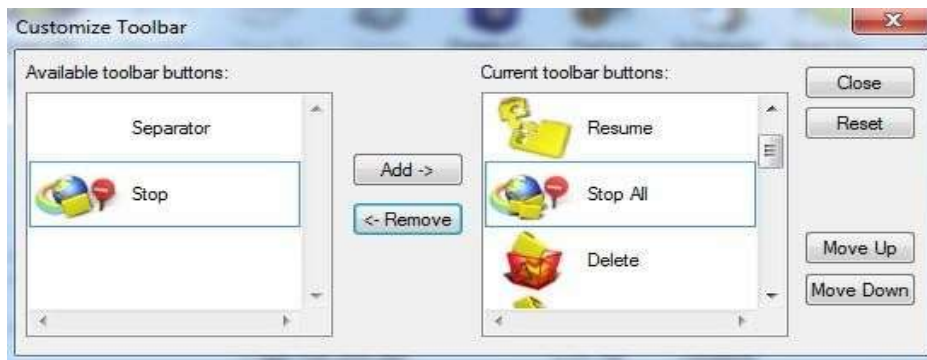 Customize Toolbar
Available toolbar buttons:
Separator
Stop
Add ->
<- Remove
Current toolbar buttons:
Resume
Stop All
Delete
Close
Reset
Move Up
Move Down